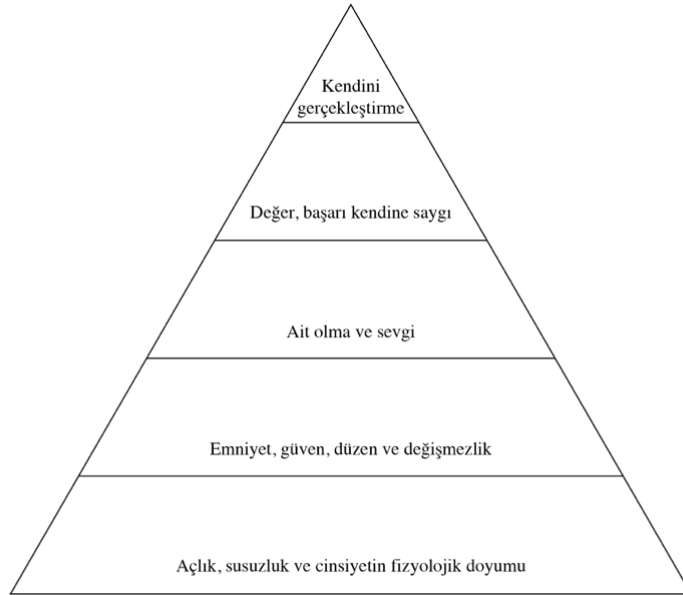 Kendini
gerçekleştirme
Değer, başarı kendine saygı
Ait olma ve sevgi
Emniyet, güven, düzen ve değişmezlik
Açlık, susuzluk ve cinsiyetin fizyolojik doyumu